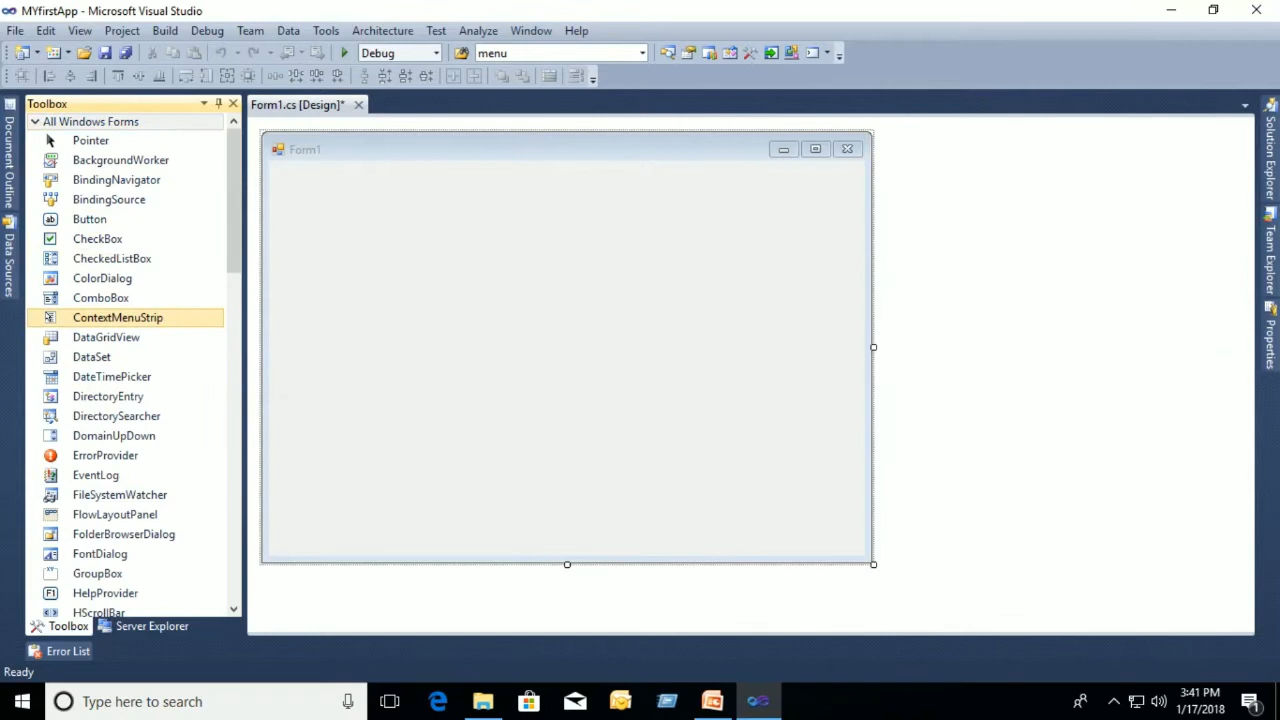 MYfirstApp - Microsoft Visual Studio
File Edit View Project Build Debug Team Data Tools Architecture Test Analyze Window Help
Debug menu
Toolbox
Form1.cs [Design]*
Document Outline
Data Sources
All Windows Forms
Pointer
BackgroundWorker
BindingNavigator
BindingSource
Button
CheckBox
CheckedListBox
ColorDialog
ComboBox
ContextMenuStrip
DataGridView
DataSet
DateTimePicker
DirectoryEntry
DirectorySearcher
DomainUpDown
ErrorProvider
EventLog
FileSystemWatcher
FlowLayoutPanel
FolderBrowserDialog
FontDialog
GroupBox
HelpProvider
HScrollBar
Toolbox Server Explorer
Form1
Solution Explorer
Team Explorer
Properties
Error List
Ready
Type here to search
3:41 PM
1/17/2018
1